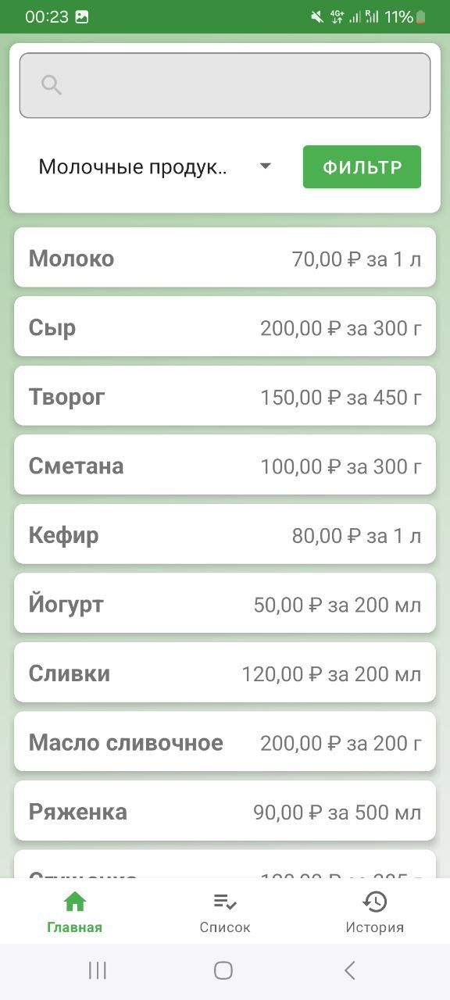 00:23 4G+ R 11%
Молочные продук.. ФИЛЬТР
Молоко 70,00 ₽ за 1 л
Сыр 200,00 ₽ за 300 г
Творог 150,00 ₽ за 450 г
Сметана 100,00 ₽ за 300 г
Кефир 80,00 ₽ за 1 л
Йогурт 50,00 ₽ за 200 мл
Сливки 120,00 ₽ за 200 мл
Масло сливочное 200,00 ₽ за 200 г
Ряженка 90,00 ₽ за 500 мл
Главная Список История